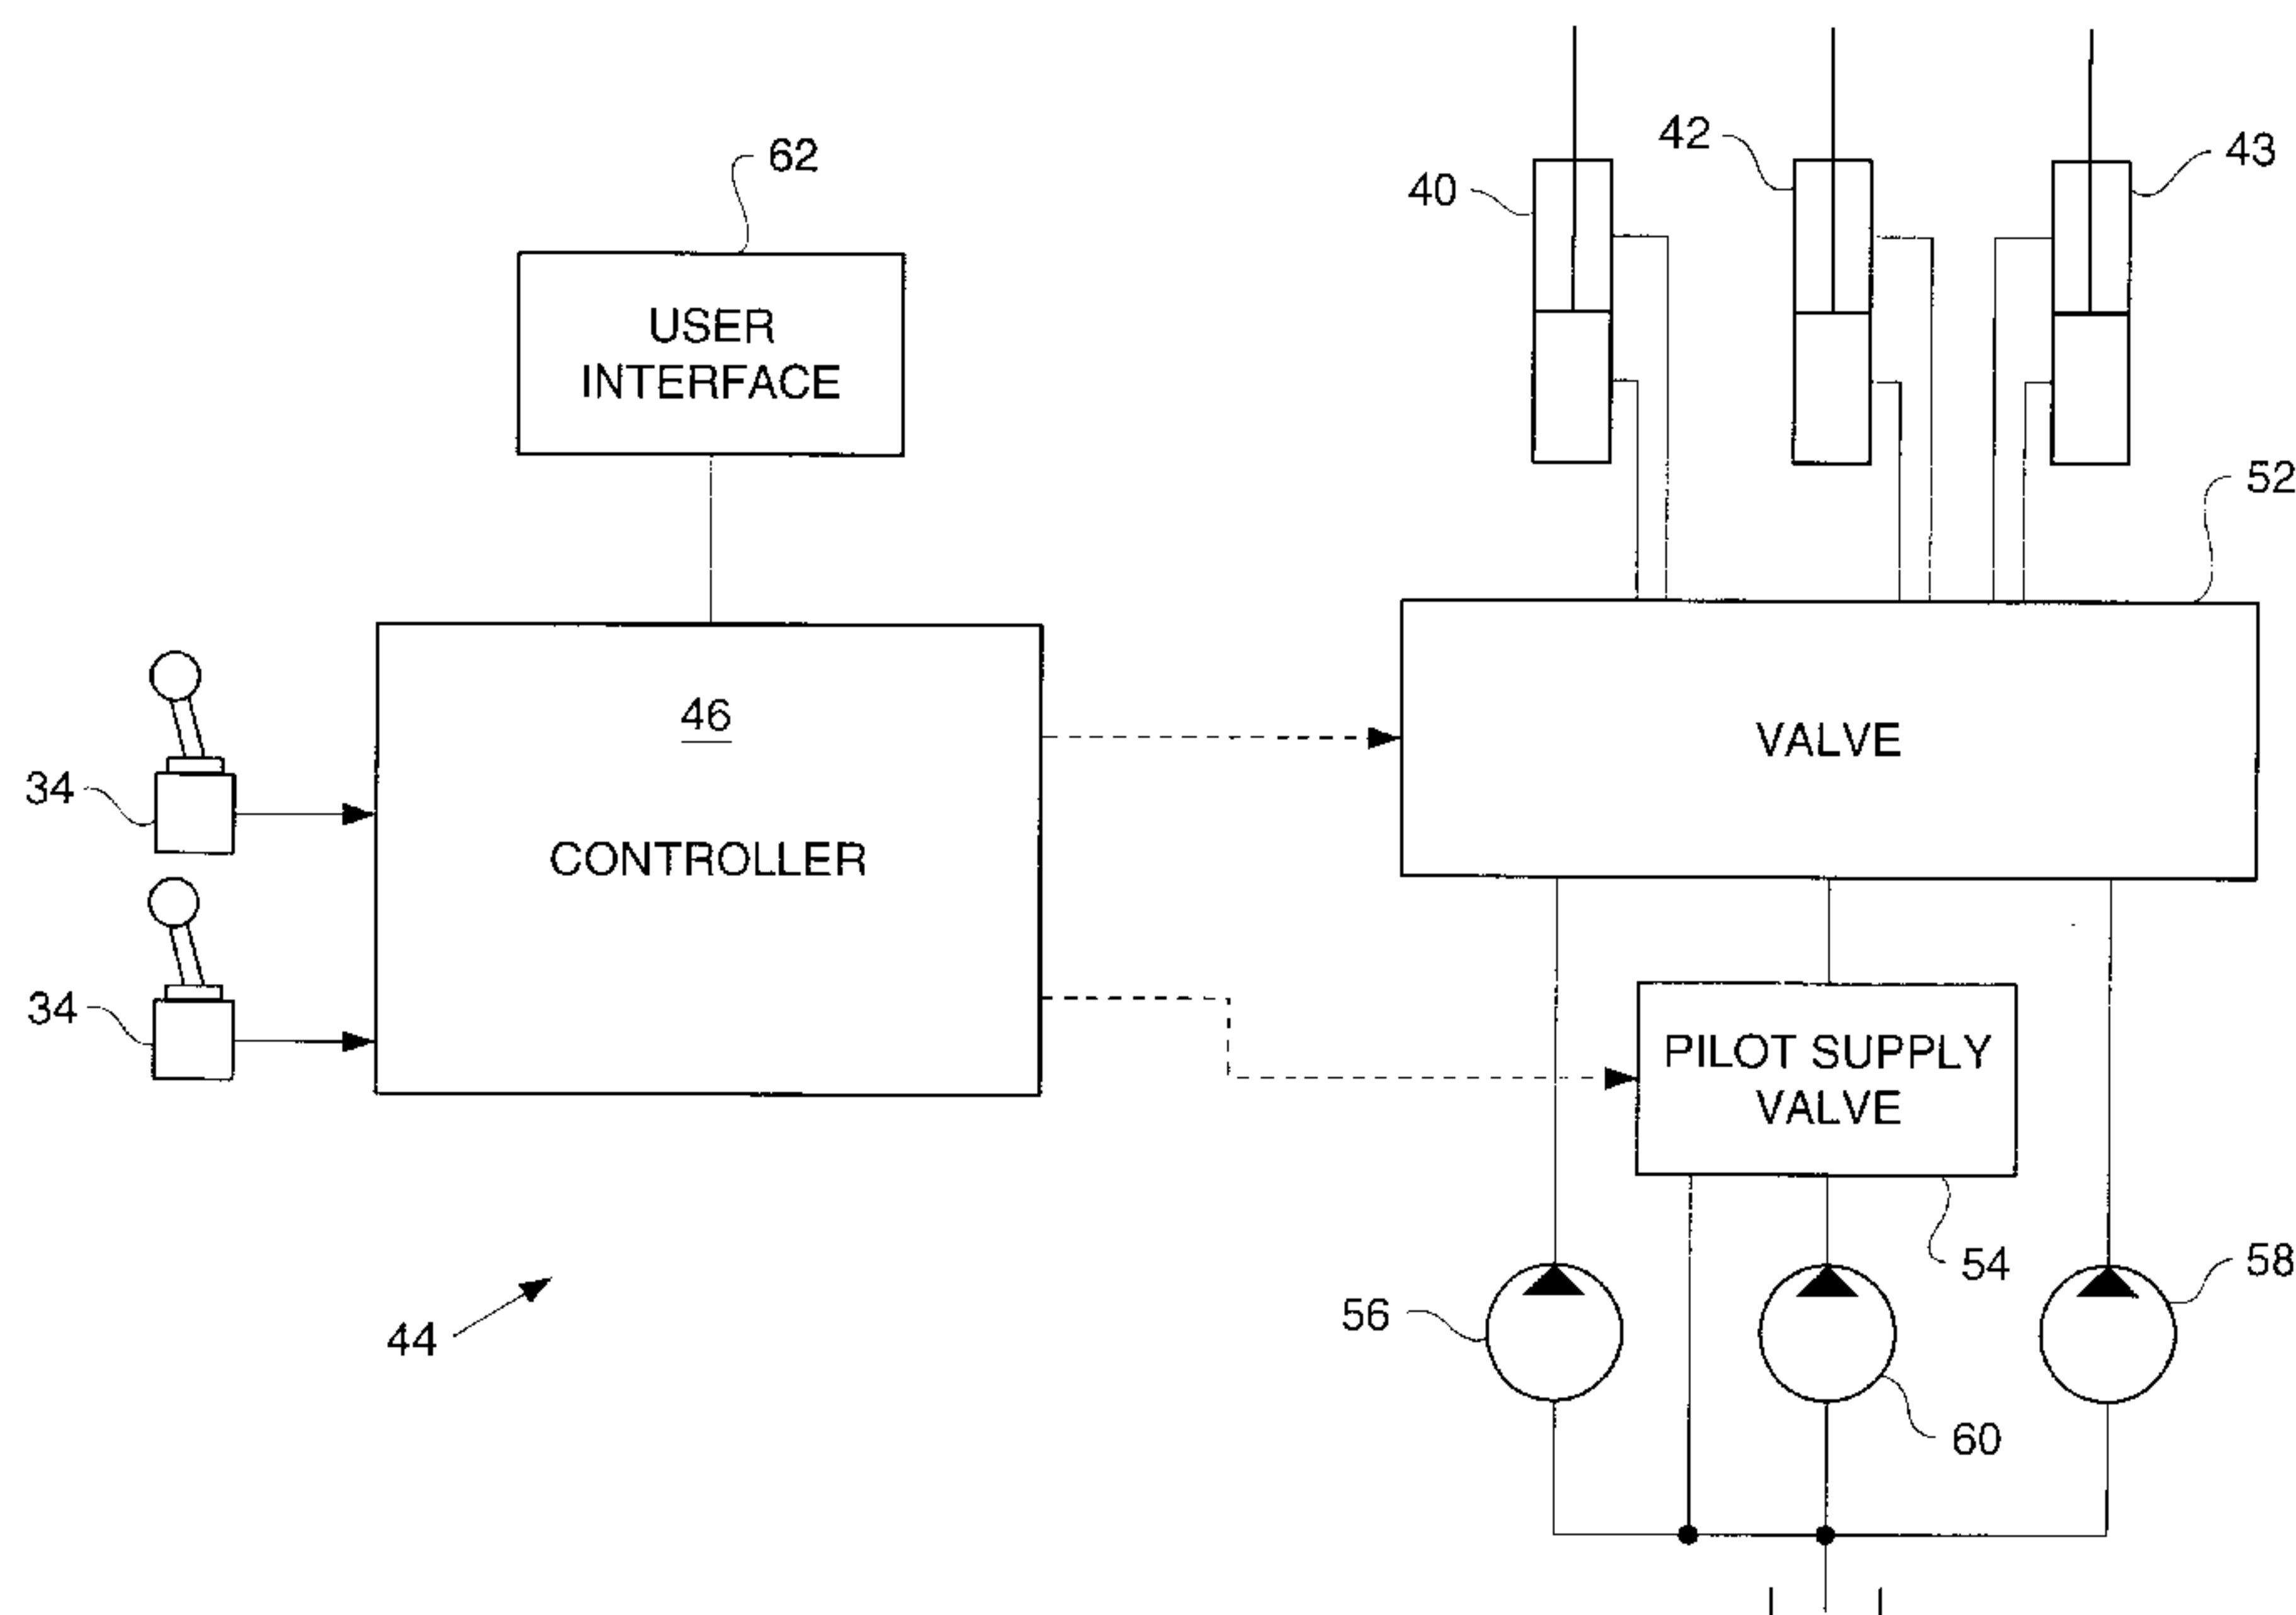 62
42
43
40
USER
INTERFACE
52
46
VALVE
34
CONTROLLER
34
PILOT SUPPLY
VALVE
54
58
56
44
60